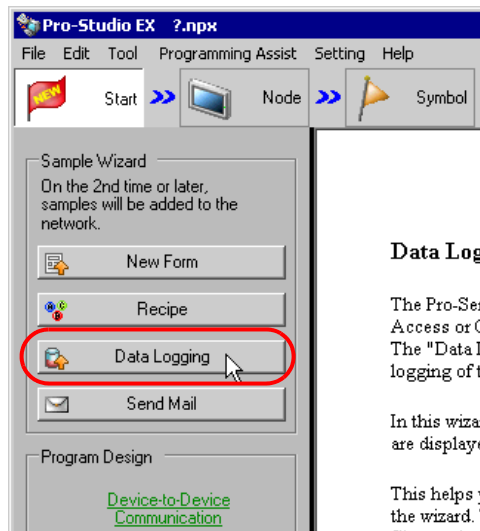 Pro-Studio EX ?.npx
File Edit Tool Programming Assist Setting Help
NEW Start Node Symbol
Sample Wizard
On the 2nd time or later,
samples will be added to the
network.
New Form
Recipe
Data Logging
Send Mail
Program Design
Device-to-Device
Communication
Data Log
The Pro-Se
Access or
The "Data
logging of
In this wiza
are displaye
This helps
the wizard.